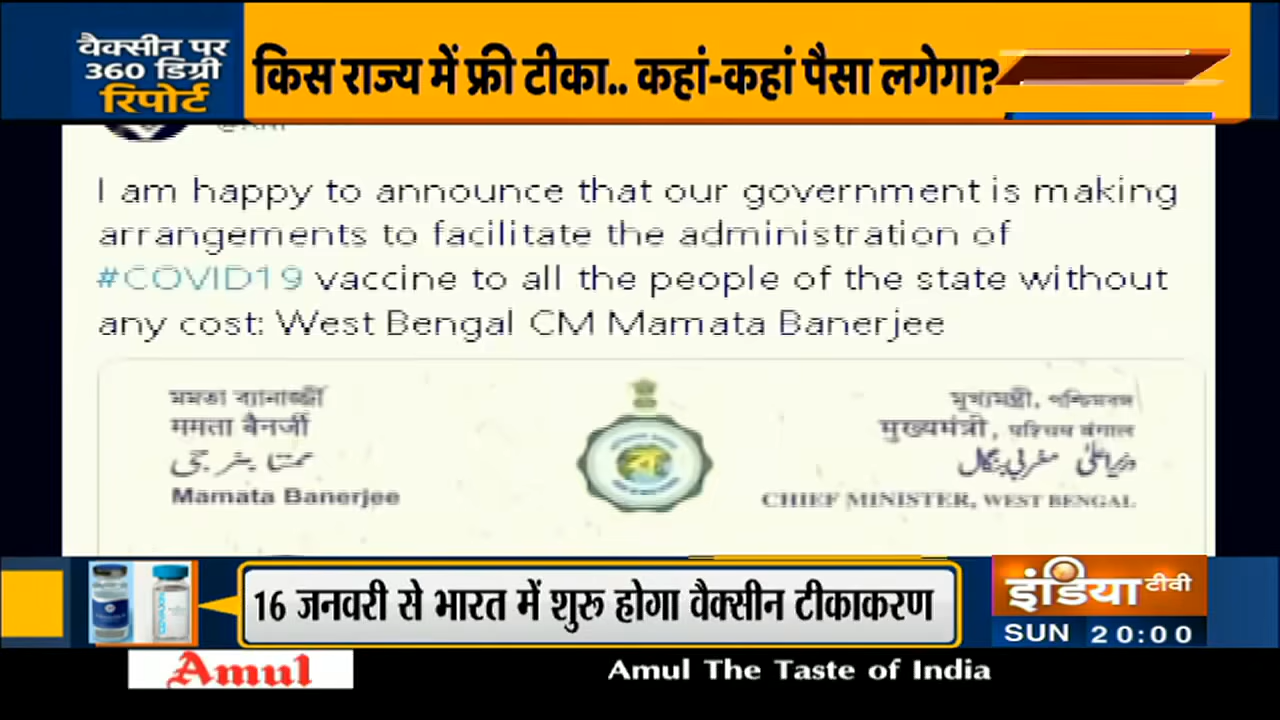 वैक्सीन पर
360 डिग्री
रिपोर्ट
किस राज्य में फ्री टीका.. कहां-कहां पैसा लगेगा?
I am happy to announce that our government is making
arrangements to facilitate the administration of
#COVID19 vaccine to all the people of the state without
any cost: West Bengal CM Mamata Banerjee
ममता बैनर्जी
Mamata Banerjee
मुख्यमंत्री, पश्चिम बंगाल
CHIEF MINISTER, WEST BENGAL
16 जनवरी से भारत में शुरू होगा वैक्सीन टीकाकरण
इंडिया टीवी
SUN 20:00
Amul
Amul The Taste of India